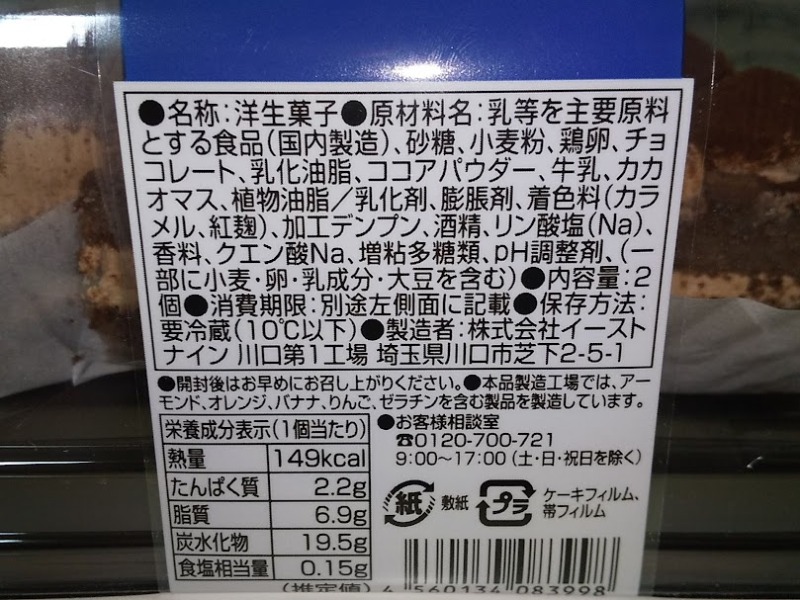 ●名称:洋生菓子●原材料名:乳等を主要原料
とする食品(国内製造)、砂糖、小麦粉、鶏卵、チョ
コレート、乳化油脂、ココアパウダー、牛乳、カカ
オマス、植物油脂/乳化剤、膨脹剤、着色料(カラ
メル、紅麹)、加工デンプン、酒精、リン酸塩(Na)、
香料、クエン酸Na、増粘多糖類、pH調整剤、(一
部に小麦・卵・乳成分・大豆を含む)●内容量:2
個●消費期限:別途左側面に記載●保存方法:
要冷蔵(10℃以下)●製造者:株式会社イースト
ナイン 川口第1工場 埼玉県川口市芝下2-5-1
●開封後はお早めにお召し上がりください。●本品製造工場では、アー
モンド、オレンジ、バナナ、りんご、ゼラチンを含む製品を製造しています。
栄養成分表示(1個当たり)
熱量 149kcal
たんぱく質 2.2g
脂質 6.9g
炭水化物 19.5g
食塩相当量 0.15g
(推定値)
●お客様相談室
☎0120-700-721
9:00~17:00(土・日・祝日を除く)
紙 敷紙
プラ ケーキフィルム、
帯フィルム
4 560134 083998